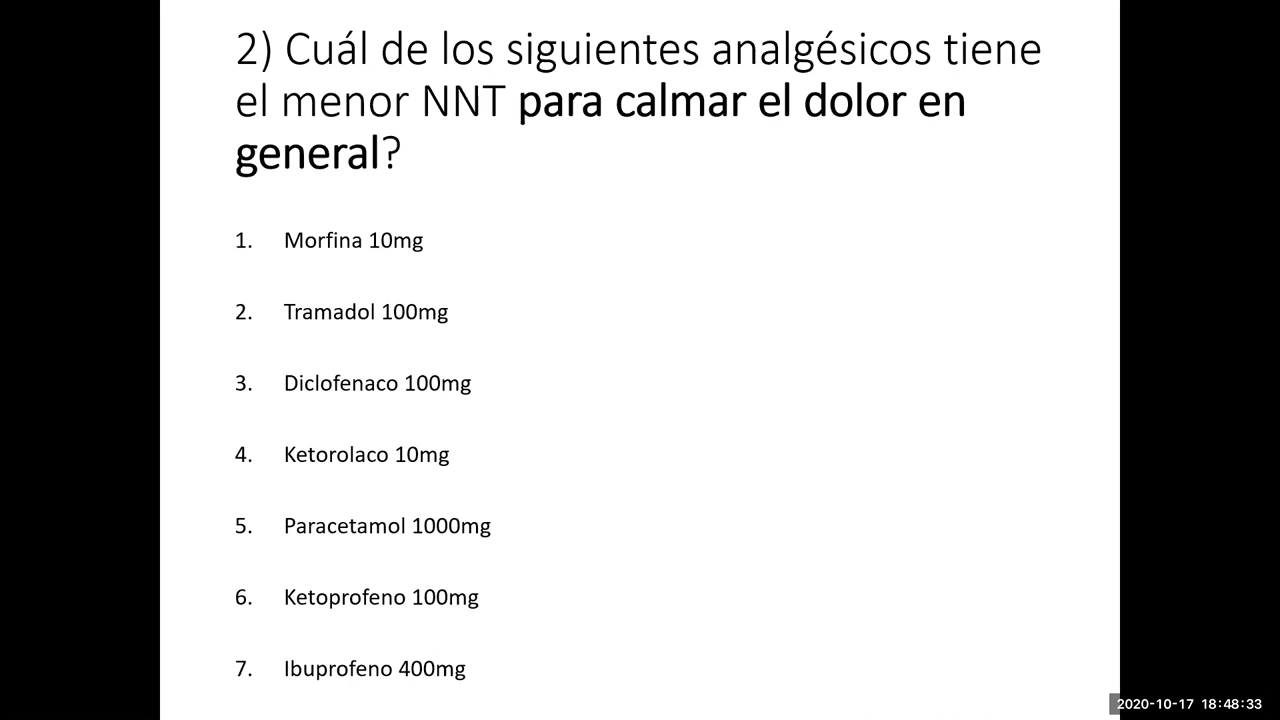 2) Cuál de los siguientes analgésicos tiene
el menor NNT para calmar el dolor en
general?
1. Morfina 10mg
2. Tramadol 100mg
3. Diclofenaco 100mg
4. Ketorolaco 10mg
5. Paracetamol 1000mg
6. Ketoprofeno 100mg
7. Ibuprofeno 400mg
2020-10-17 18:48:33